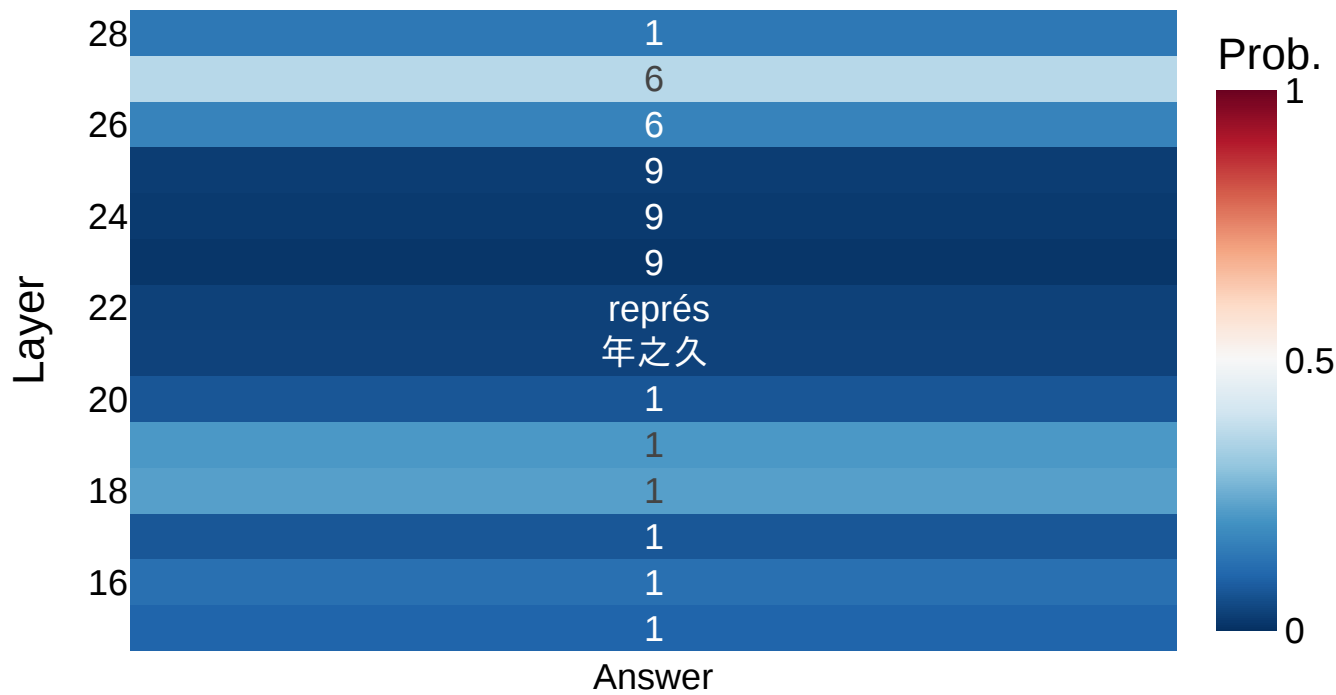 28 1 Prob.
6 1
26 6
9
24 9
9
22 représ
年之久 0.5
20 1
1
18 1
1
16 1
1 0
Layer
Answer